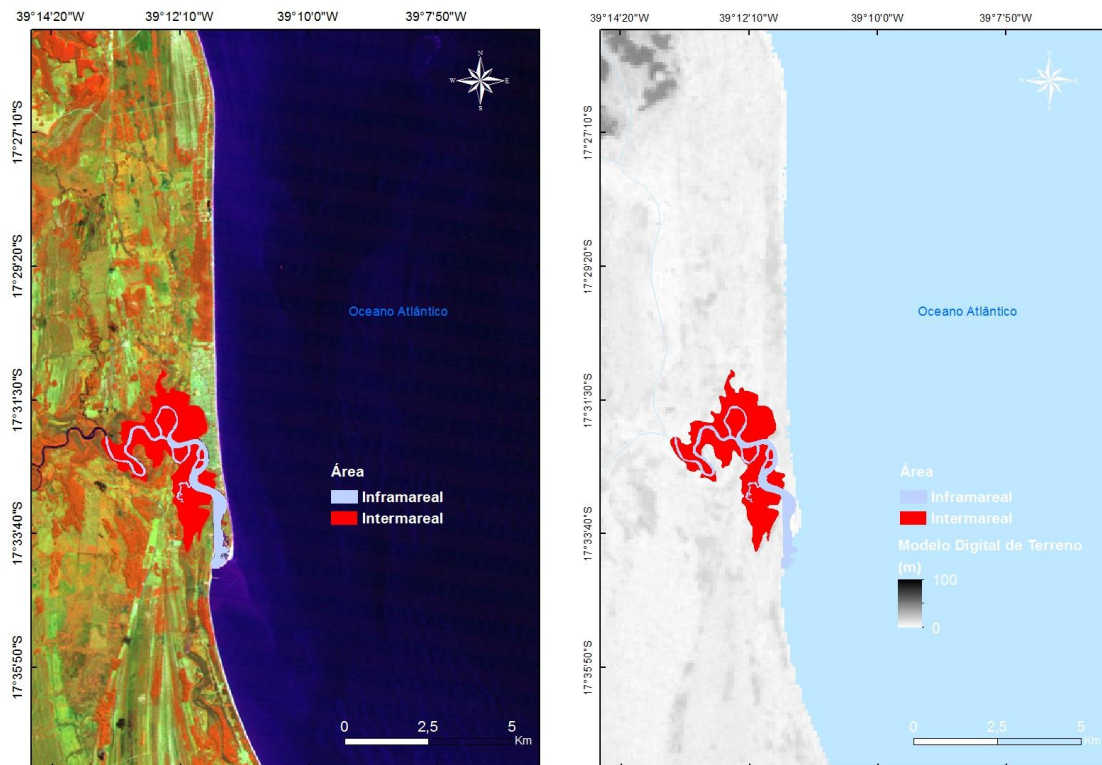 39°14'20"W 39°12'10"W 39°10'0"W 39°7'50"W
17°27'10"S
17°29'20"S
17°31'30"S
17°33'40"S
17°35'50"S
N
W E
S
Oceano Atlântico
Área
Inframareal
Intermareal
0 2,5 5
Km
39°14'20"W 39°12'10"W 39°10'0"W 39°7'50"W
17°27'10"S
17°29'20"S
17°31'30"S
17°33'40"S
17°35'50"S
N
W E
S
Oceano Atlântico
Área
Inframareal
Intermareal
Modelo Digital de Terreno
(m)
100
0
0 2,5 5
Km